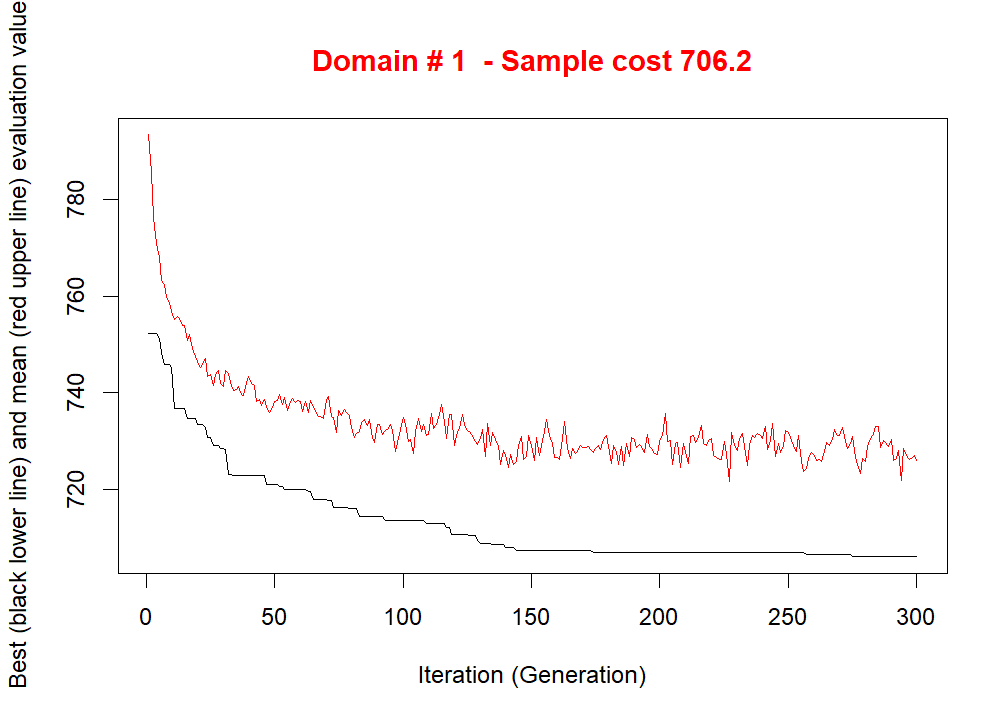 Domain # 1  - Sample cost 706.2
Best (black lower line) and mean (red upper line) evaluation value
780
760
740
720
0 50 100 150 200 250 300
Iteration (Generation)